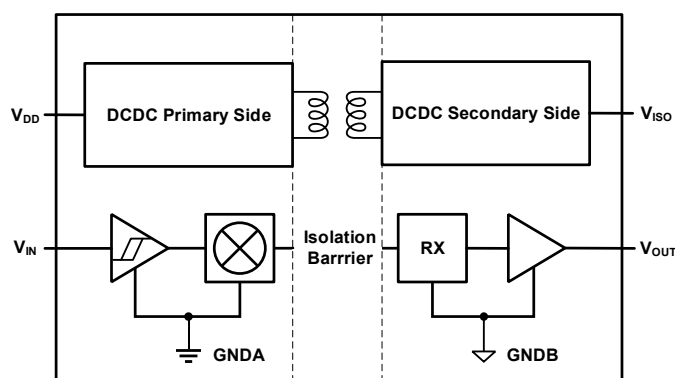 DCDC Primary Side
DCDC Secondary Side
VDD
VISO
VIN
Isolation
Barrrier
RX
VOUT
GNDA
GNDB